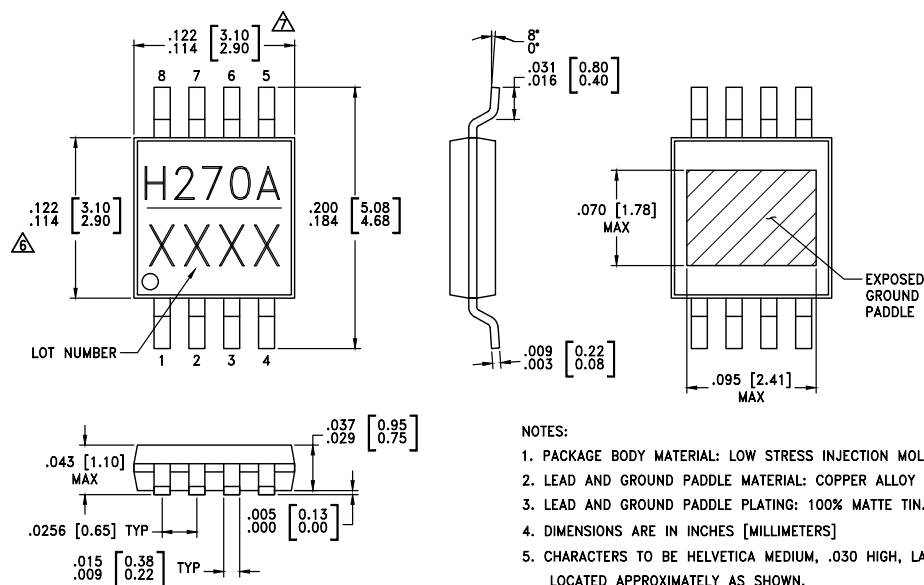 .122 [3.10]
.114 [2.90]
7
8 7 6 5
.122 [3.10]
.114 [2.90]
6
H270A
XXXX
.200 [5.08]
.184 [4.68]
LOT NUMBER
1 2 3 4
8°
0°
.031 [0.80]
.016 [0.40]
.009 [0.22]
.003 [0.08]
.070 [1.78]
MAX
EXPOSED
GROUND
PADDLE
.095 [2.41]
MAX
.037 [0.95]
.029 [0.75]
.043 [1.10]
MAX
.005 [0.13]
.000 [0.00]
.0256 [0.65] TYP
.015 [0.38]
.009 [0.22]
TYP
NOTES:
1. PACKAGE BODY MATERIAL: LOW STRESS INJECTION MOL
2. LEAD AND GROUND PADDLE MATERIAL: COPPER ALLOY
3. LEAD AND GROUND PADDLE PLATING: 100% MATTE TIN.
4. DIMENSIONS ARE IN INCHES [MILLIMETERS]
5. CHARACTERS TO BE HELVETICA MEDIUM, .030 HIGH, LA
LOCATED APPROXIMATELY AS SHOWN.